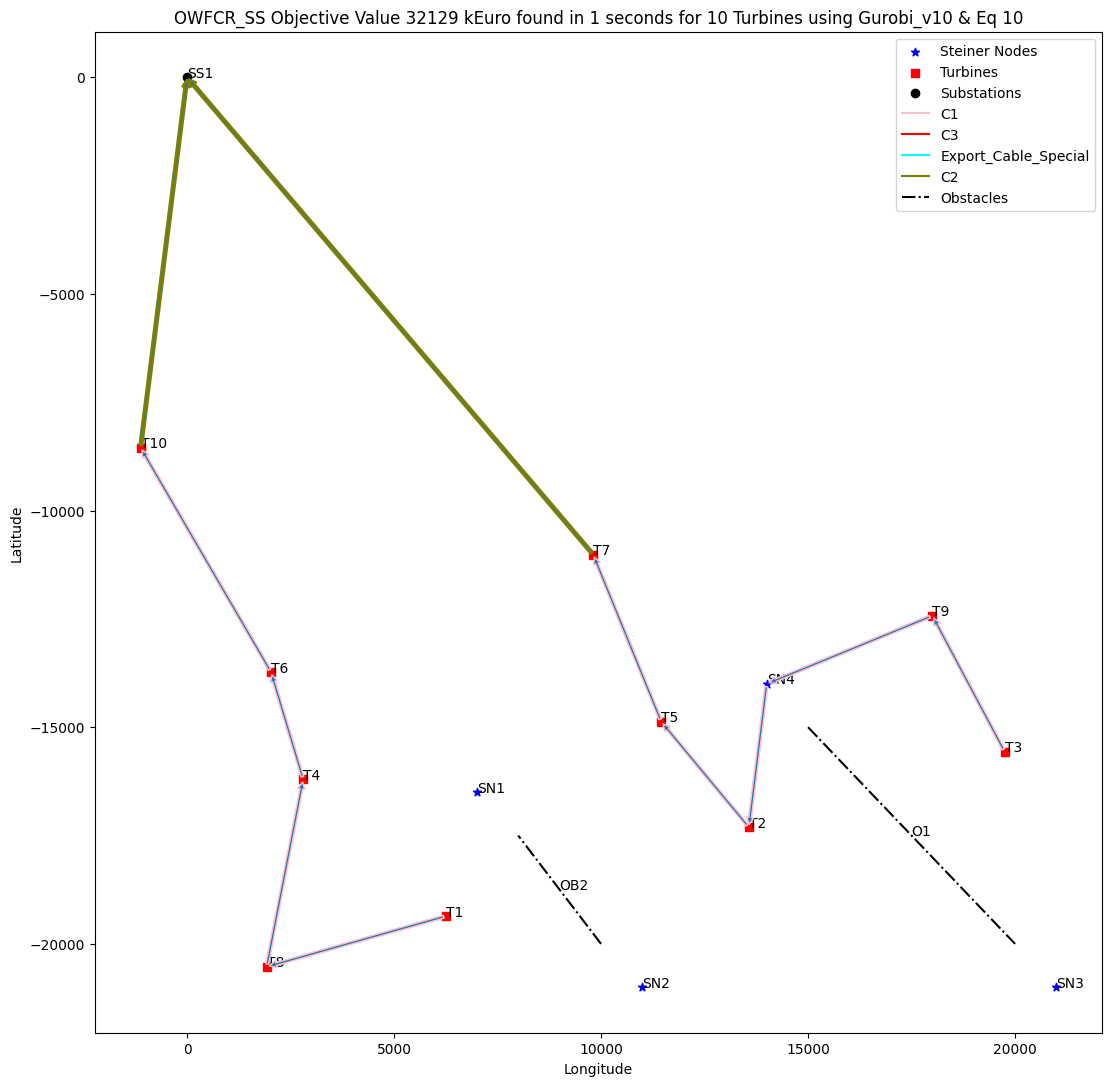 OWFCR_SS Objective Value 32129 kEuro found in 1 seconds for 10 Turbines using Gurobi_v10 & Eq 10
Steiner Nodes
Turbines
Substations
C1
C3
Export_Cable_Special
C2
Obstacles
SS1
T10
T7
T9
T6
SN4
T5
T3
T4
SN1
T2
O1
OB2
T1
T8
SN2
SN3
0
−5000
−10000
−15000
−20000
Latitude
0
5000
10000
15000
20000
Longitude